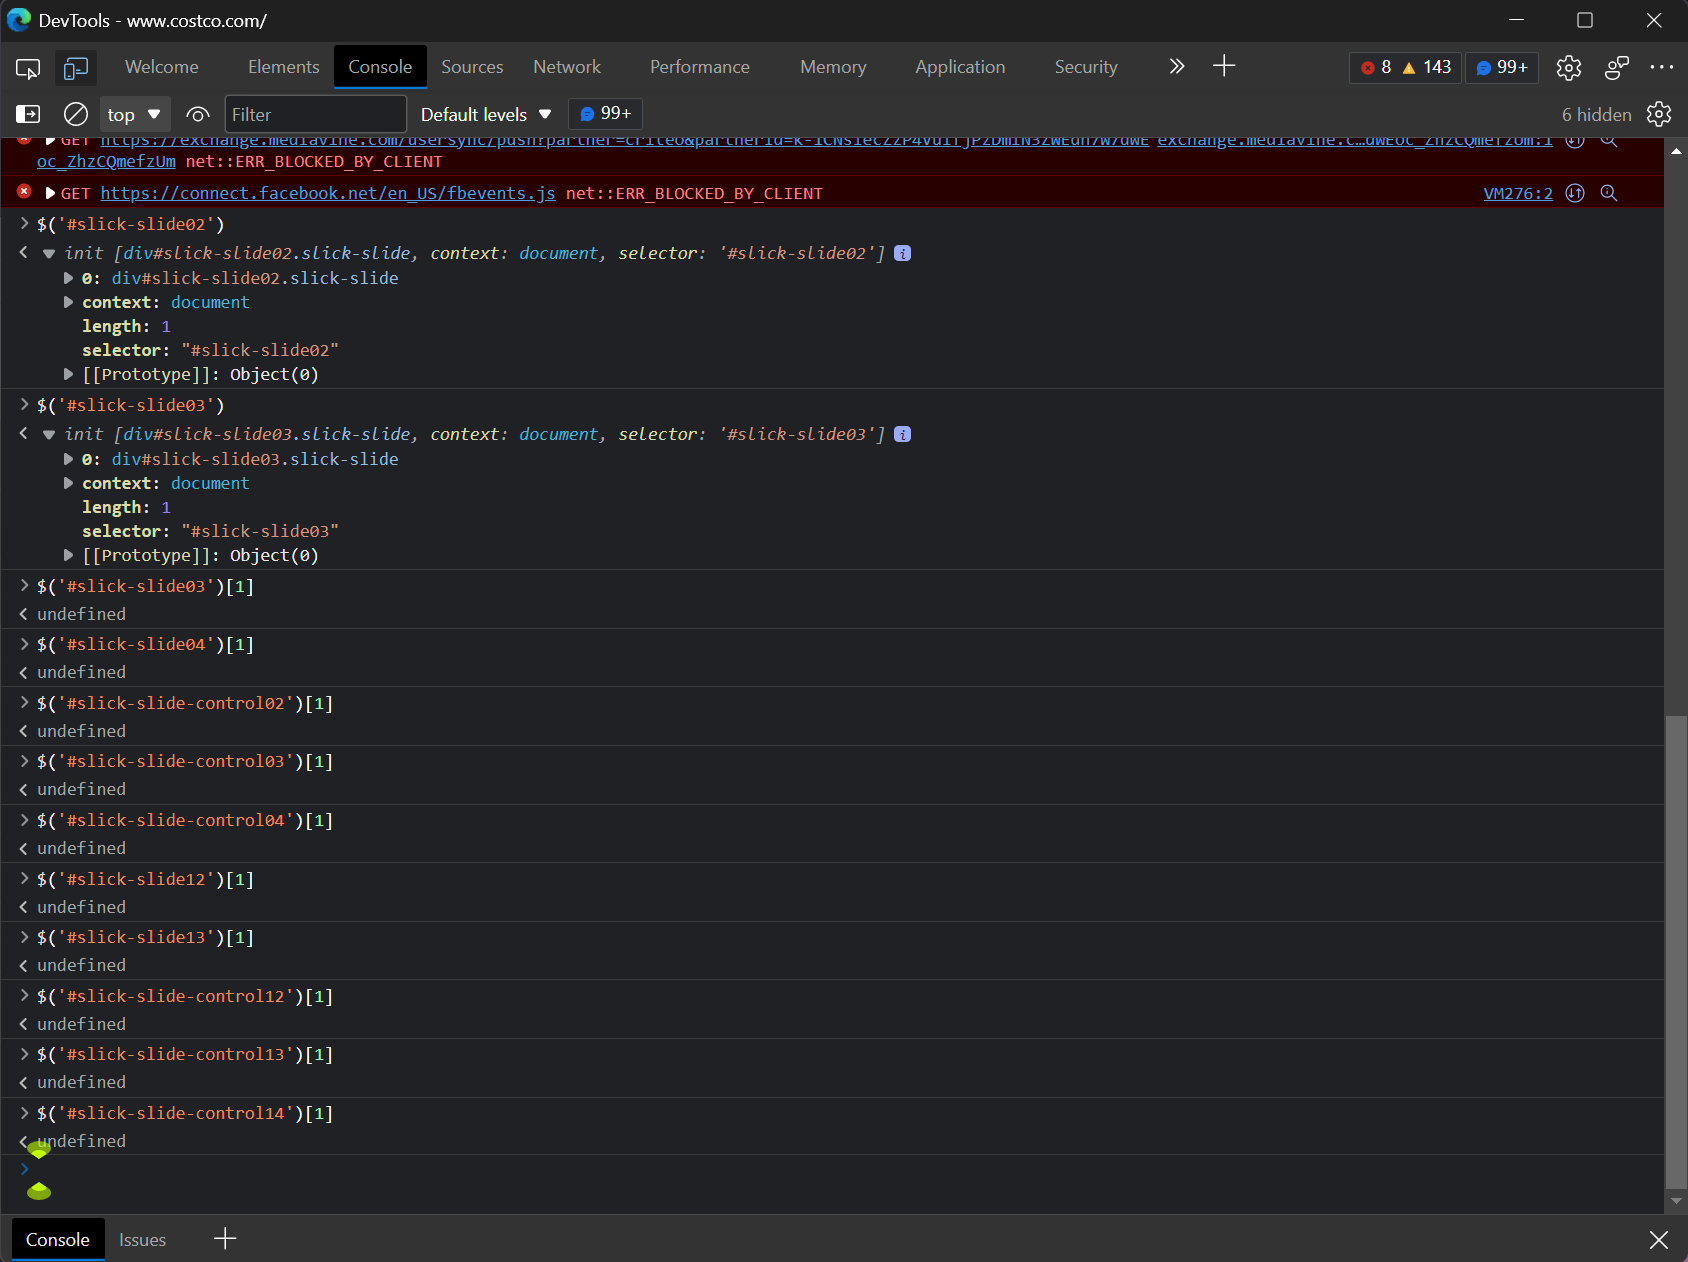 DevTools - www.costco.com/
Welcome Elements Console Sources Network Performance Memory Application Security 8 143 99+
top Filter Default levels 99+ 6 hidden
GET
oc_ZhzCQmefzUm net::ERR_BLOCKED_BY_CLIENT
GET https://connect.facebook.net/en_US/fbevents.js net::ERR_BLOCKED_BY_CLIENT VM276:2
> $('#slick-slide02')
< init [div#slick-slide02.slick-slide, context: document, selector: '#slick-slide02'] i
0: div#slick-slide02.slick-slide
context: document
length: 1
selector: "#slick-slide02"
[[Prototype]]: Object(0)
> $('#slick-slide03')
< init [div#slick-slide03.slick-slide, context: document, selector: '#slick-slide03'] i
0: div#slick-slide03.slick-slide
context: document
length: 1
selector: "#slick-slide03"
[[Prototype]]: Object(0)
> $('#slick-slide03')[1]
< undefined
> $('#slick-slide04')[1]
< undefined
> $('#slick-slide-control02')[1]
< undefined
> $('#slick-slide-control03')[1]
< undefined
> $('#slick-slide-control04')[1]
< undefined
> $('#slick-slide12')[1]
< undefined
> $('#slick-slide13')[1]
< undefined
> $('#slick-slide-control12')[1]
< undefined
> $('#slick-slide-control13')[1]
< undefined
> $('#slick-slide-control14')[1]
< undefined
>
Console Issues